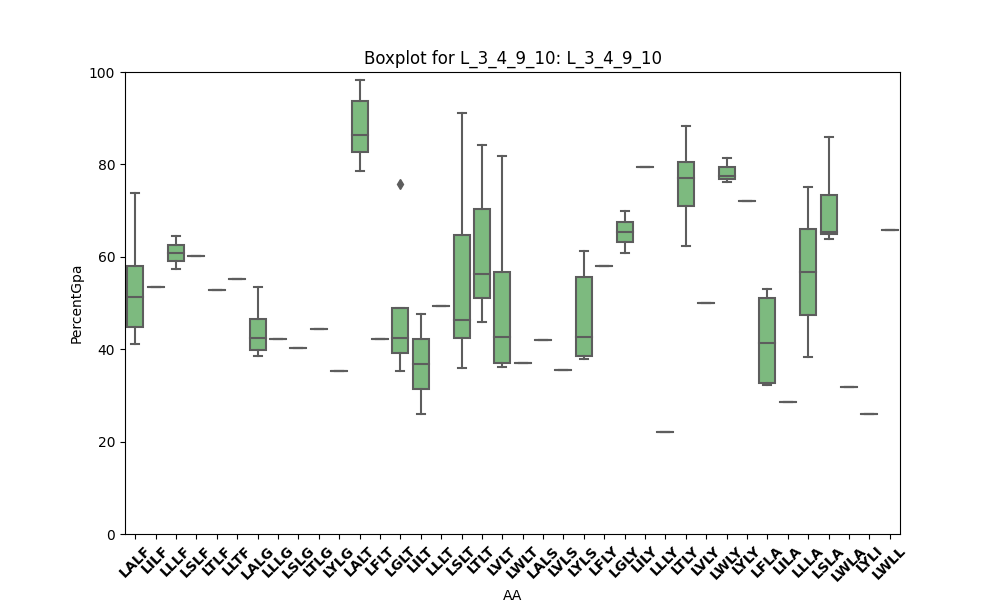 Boxplot for L_3_4_9_10: L_3_4_9_10
PercentGpa
100
80
60
40
20
0
LALF LILF LLLF LSLF LTLF LLTF LALG LLLG LSLG LTLG LYLG LALT LFLT LGLT LILT LLLT LSLT LTLT LVLT LWLT LALS LVLS LYLS LFLY LGLY LILY LLLY LTLY LVLY LWLY LYLY LFLA LILA LLLA LSLA LWLA LYLI LWLL
AA